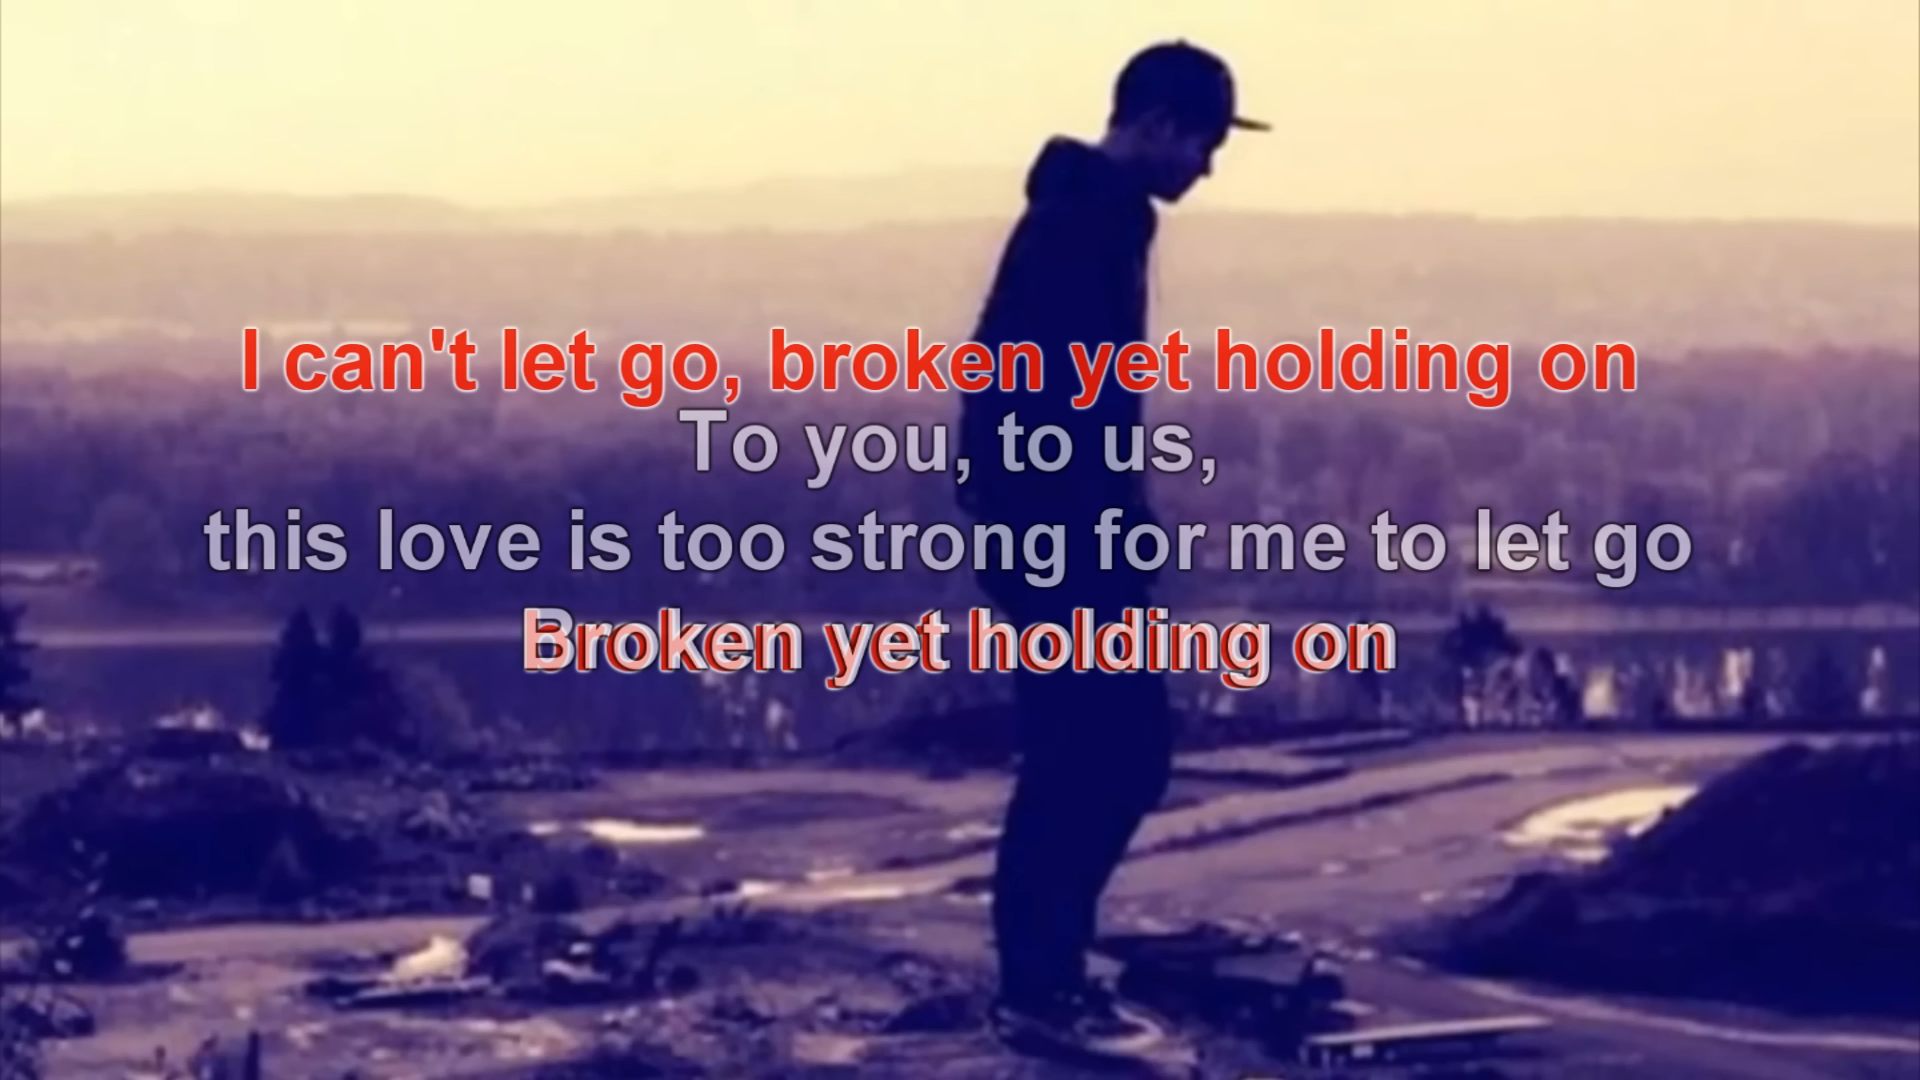 I can't let go, broken yet holding on
To you, to us,
this love is too strong for me to let go
Broken yet holding on